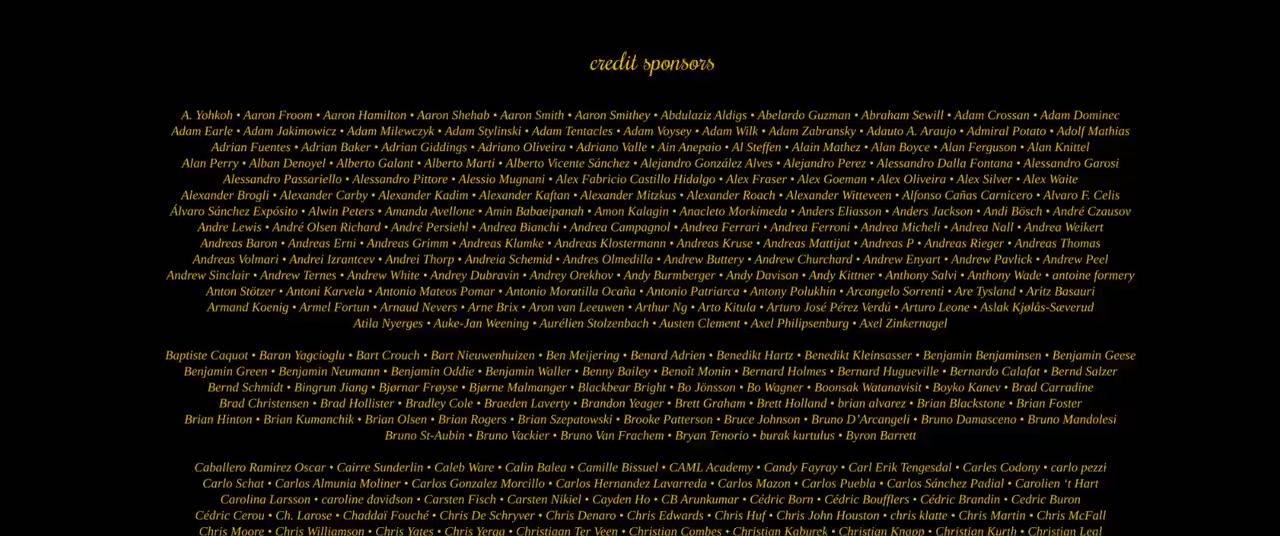 credit sponsors
A. Yohkoh • Aaron Froom • Aaron Hamilton • Aaron Shehab • Aaron Smith • Aaron Smithey • Abdulaziz Aldigs • Abelardo Guzman • Abraham Sewill • Adam Crossan • Adam Dominec
Adam Earle • Adam Jakimowicz • Adam Milewczyk • Adam Stylinski • Adam Tentacles • Adam Voysey • Adam Wilk • Adam Zabransky • Adauto A. Araujo • Admiral Potato • Adolf Mathias
Adrian Fuentes • Adrian Baker • Adrian Giddings • Adriano Oliveira • Adriano Valle • Ain Anepaio • Al Steffen • Alain Mathez • Alan Boyce • Alan Ferguson • Alan Knittel
Alan Perry • Alban Denoyel • Alberto Galant • Alberto Marti • Alberto Vicente Sánchez • Alejandro González Alves • Alejandro Perez • Alessandro Dalla Fontana • Alessandro Garosi
Alessandro Passariello • Alessandro Pittore • Alessio Mugnani • Alex Fabricio Castillo Hidalgo • Alex Fraser • Alex Goeman • Alex Oliveira • Alex Silver • Alex Waite
Alexander Brogli • Alexander Carby • Alexander Kadim • Alexander Kaftan • Alexander Mitzkus • Alexander Roach • Alexander Witteveen • Alfonso Cañas Carnicero • Alvaro F. Celis
Álvaro Sánchez Expósito • Alwin Peters • Amanda Avellone • Amin Babaeipanah • Amon Kalagin • Anacleto Morkímeda • Anders Eliasson • Anders Jackson • Andi Bösch • André Czausov
Andre Lewis • André Olsen Richard • André Persiehl • Andrea Bianchi • Andrea Campagnol • Andrea Ferrari • Andrea Ferroni • Andrea Micheli • Andrea Nall • Andrea Weikert
Andreas Baron • Andreas Erni • Andreas Grimm • Andreas Klamke • Andreas Klostermann • Andreas Kruse • Andreas Mattijat • Andreas P • Andreas Rieger • Andreas Thomas
Andreas Volmari • Andrei Izrantcev • Andrei Thorp • Andreia Schemid • Andres Olmedilla • Andrew Buttery • Andrew Churchard • Andrew Enyart • Andrew Pavlick • Andrew Peel
Andrew Sinclair • Andrew Ternes • Andrew White • Andrey Dubravin • Andrey Orekhov • Andy Burmberger • Andy Davison • Andy Kittner • Anthony Salvi • Anthony Wade • antoine formery
Anton Stötzer • Antoni Karvela • Antonio Mateos Pomar • Antonio Moratilla Ocaña • Antonio Patriarca • Antony Polukhin • Arcangelo Sorrenti • Are Tysland • Aritz Basauri
Armand Koenig • Armel Fortun • Arnaud Nevers • Arne Brix • Aron van Leeuwen • Arthur Ng • Arto Kitula • Arturo José Pérez Verdú • Arturo Leone • Aslak Kjølås-Sæverud
Atila Nyerges • Auke-Jan Weening • Aurélien Stolzenbach • Austen Clement • Axel Philipsenburg • Axel Zinkernagel
Baptiste Caquot • Baran Yagcioglu • Bart Crouch • Bart Nieuwenhuizen • Ben Meijering • Benard Adrien • Benedikt Hartz • Benedikt Kleinsasser • Benjamin Benjaminsen • Benjamin Geese
Benjamin Green • Benjamin Neumann • Benjamin Oddie • Benjamin Waller • Benny Bailey • Benoît Monin • Bernard Holmes • Bernard Hugueville • Bernardo Calafat • Bernd Salzer
Bernd Schmidt • Bingrun Jiang • Bjørnar Frøyse • Bjørne Malmanger • Blackbear Bright • Bo Jönsson • Bo Wagner • Boonsak Watanavisit • Boyko Kanev • Brad Carradine
Brad Christensen • Brad Hollister • Bradley Cole • Braeden Laverty • Brandon Yeager • Brett Graham • Brett Holland • brian alvarez • Brian Blackstone • Brian Foster
Brian Hinton • Brian Kumanchik • Brian Olsen • Brian Rogers • Brian Szepatowski • Brooke Patterson • Bruce Johnson • Bruno D’Arcangeli • Bruno Damasceno • Bruno Mandolesi
Bruno St-Aubin • Bruno Vackier • Bruno Van Frachem • Bryan Tenorio • burak kurtulus • Byron Barrett
Caballero Ramirez Oscar • Cairre Sunderlin • Caleb Ware • Calin Balea • Camille Bissuel • CAML Academy • Candy Fayray • Carl Erik Tengesdal • Carles Codony • carlo pezzi
Carlo Schat • Carlos Almunia Moliner • Carlos Gonzalez Morcillo • Carlos Hernandez Lavarreda • Carlos Mazon • Carlos Puebla • Carlos Sánchez Padial • Carolien ‘t Hart
Carolina Larsson • caroline davidson • Carsten Fisch • Carsten Nikiel • Cayden Ho • CB Arunkumar • Cédric Born • Cédric Boufflers • Cédric Brandin • Cedric Buron
Cédric Cerou • Ch. Larose • Chaddaï Fouché • Chris De Schryver • Chris Denaro • Chris Edwards • Chris Huf • Chris John Houston • chris klatte • Chris Martin • Chris McFall
Chris Moore • Chris Williamson • Chris Yates • Chris Yerga • Christiaan Ter Veen • Christian Combes • Christian Kaburek • Christian Knapp • Christian Kurth • Christian Leal